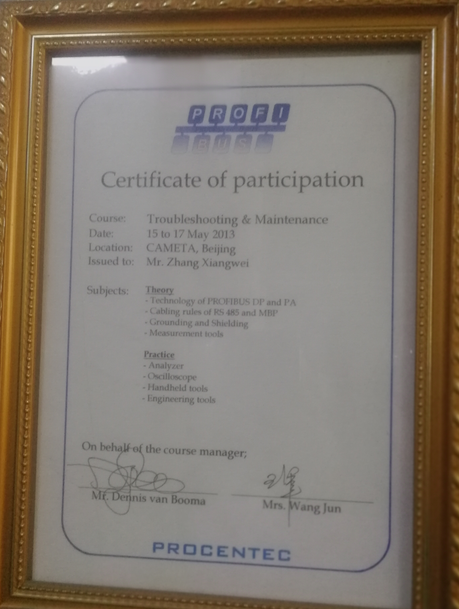 PROFI
BUS
Certificate of participation
Course: Troubleshooting & Maintenance
Date: 15 to 17 May 2013
Location: CAMETA, Beijing
Issued to: Mr. Zhang Xiangwei
Subjects: Theory
- Technology of PROFIBUS DP and PA
- Cabling rules of RS 485 and MBP
- Grounding and Shielding
- Measurement tools
Practice
- Analyzer
- Oscilloscope
- Handheld tools
- Engineering tools
On behalf of the course manager;
Mr. Dennis van Booma
Mrs. Wang Jun
PROCENTEC